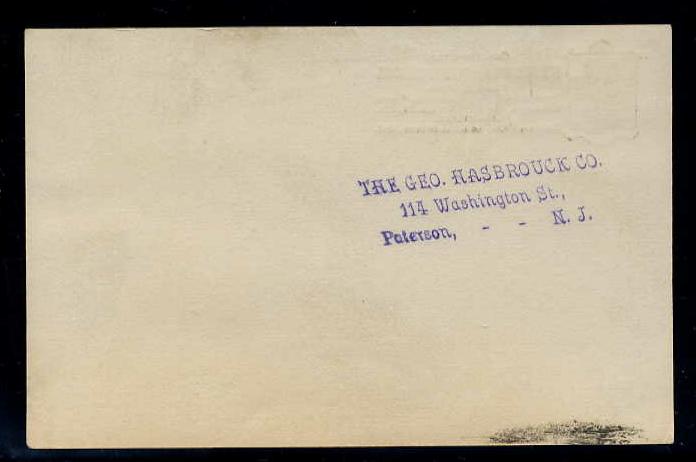 THE GEO. HASBROUCK CO.
114 Washington St.,
Paterson, - - N. J.